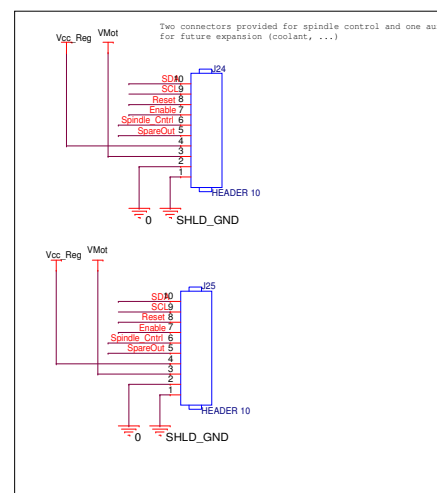 Two connectors provided for spindle control and one au
for future expansion (coolant, ...)
Vcc_Reg
VMot
J24
SDA 10
SCL 9
Reset 8
Enable 7
Spindle_Cntrl 6
SpareOut 5
4
3
2
1
HEADER 10
0
SHLD_GND
Vcc_Reg
VMot
J25
SDA 10
SCL 9
Reset 8
Enable 7
Spindle_Cntrl 6
SpareOut 5
4
3
2
1
HEADER 10
0
SHLD_GND